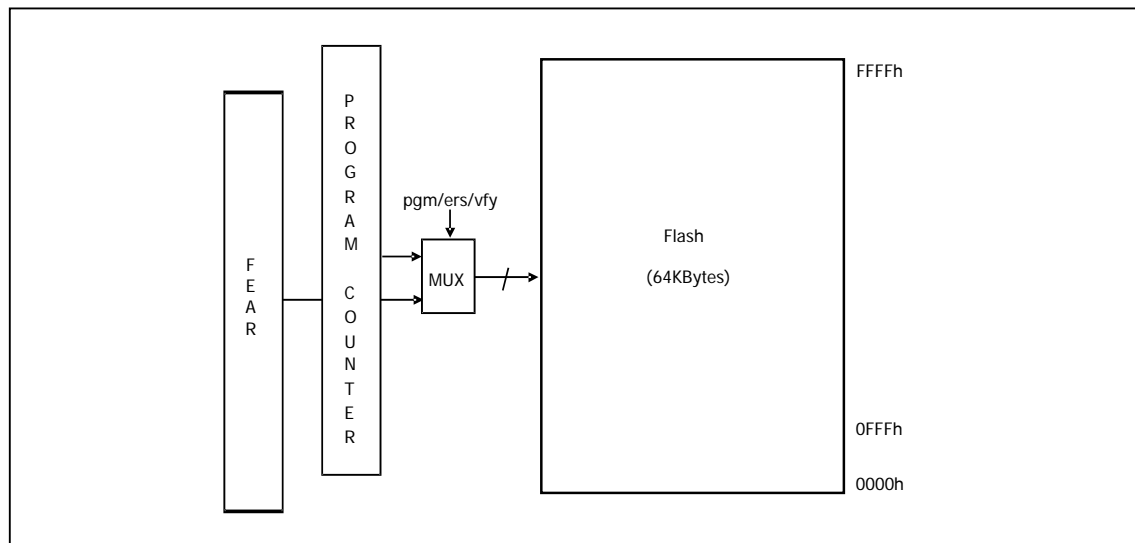 FEAR
PROGRAM COUNTER
pgm/ers/vfy
MUX
Flash
(64KBytes)
FFFFh
0FFFh
0000h